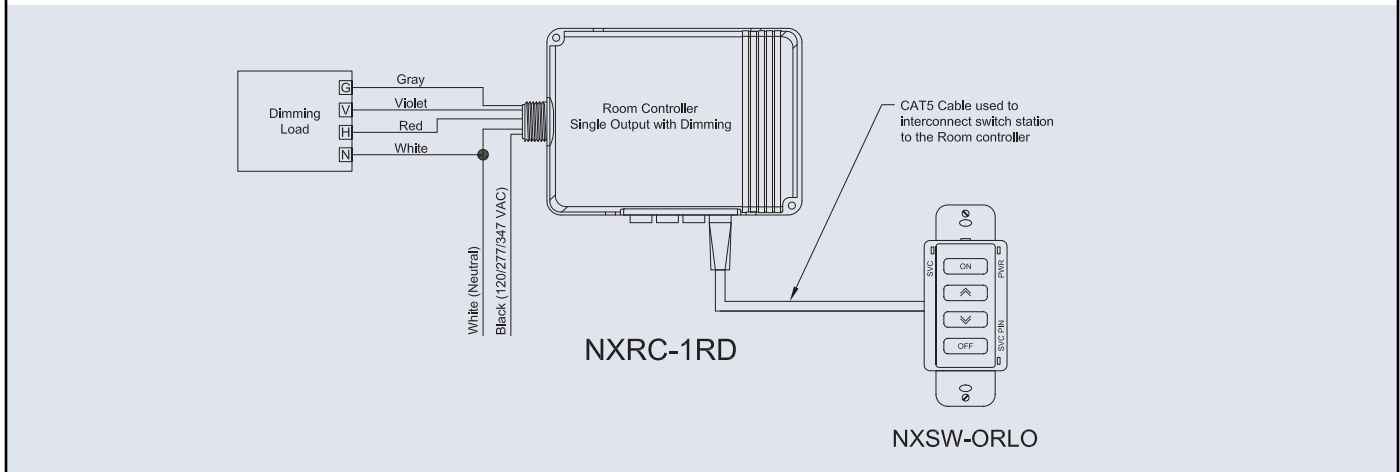 Dimming
Load
G
V
H
N
Gray
Violet
Red
White
White (Neutral)
Black (120/277/347 VAC)
Room Controller
Single Output with Dimming
CAT5 Cable used to
interconnect switch station
to the Room controller
SVC
PWR
ON
OFF
SVC PIN
NXRC-1RD
NXSW-ORLO